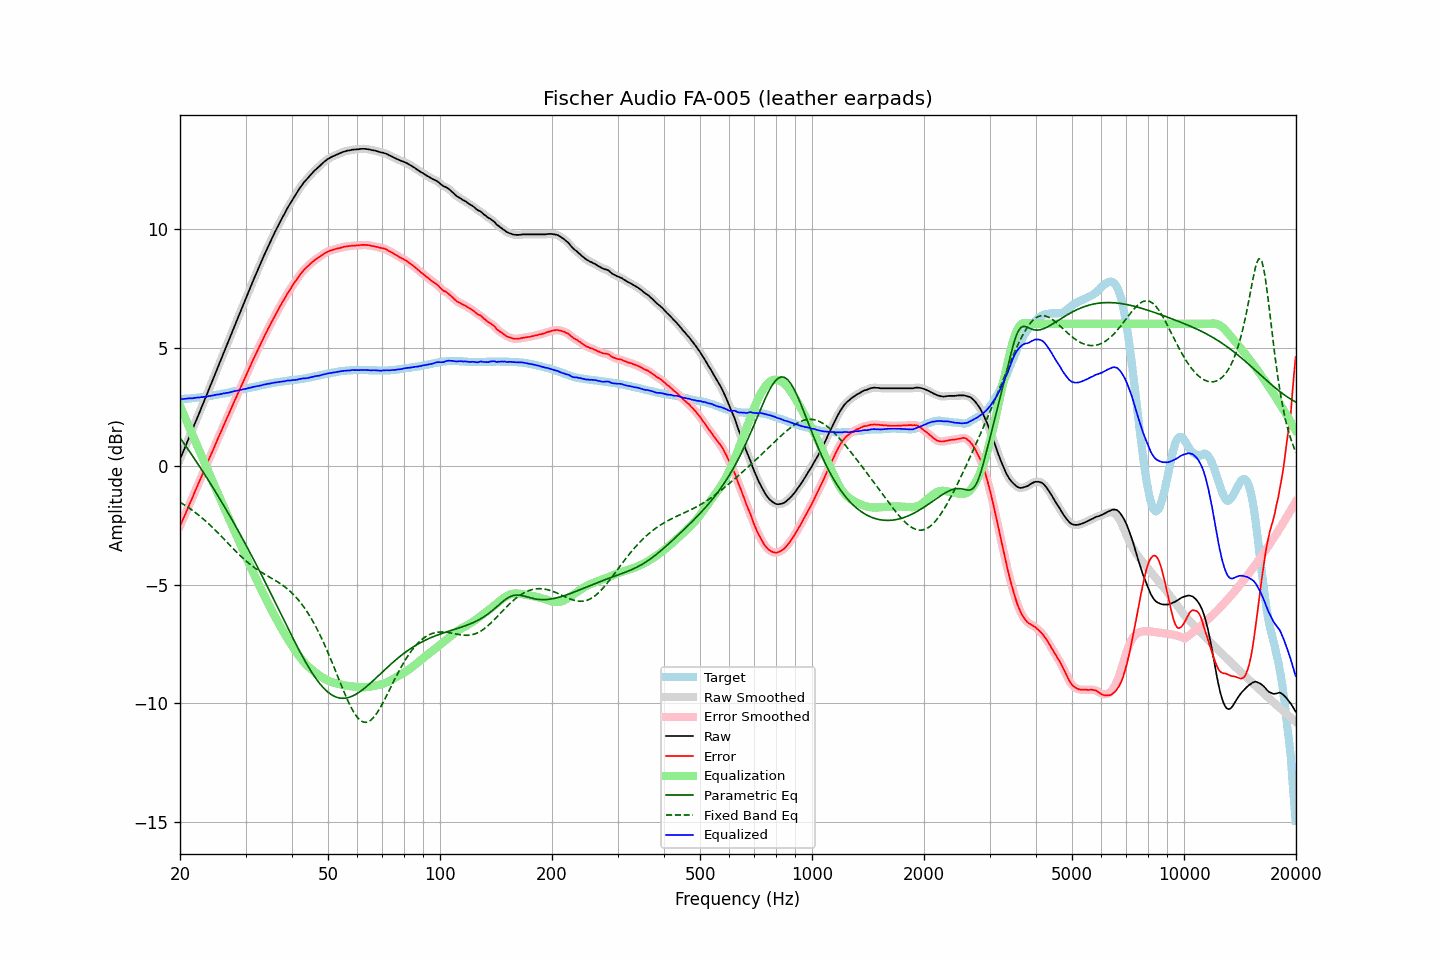 Fischer Audio FA-005 (leather earpads)
Amplitude (dBr)
10
5
0
−5
−10
−15
Target
Raw Smoothed
Error Smoothed
Raw
Error
Equalization
Parametric Eq
Fixed Band Eq
Equalized
20 50 100 200 500 1000 2000 5000 10000 20000
Frequency (Hz)